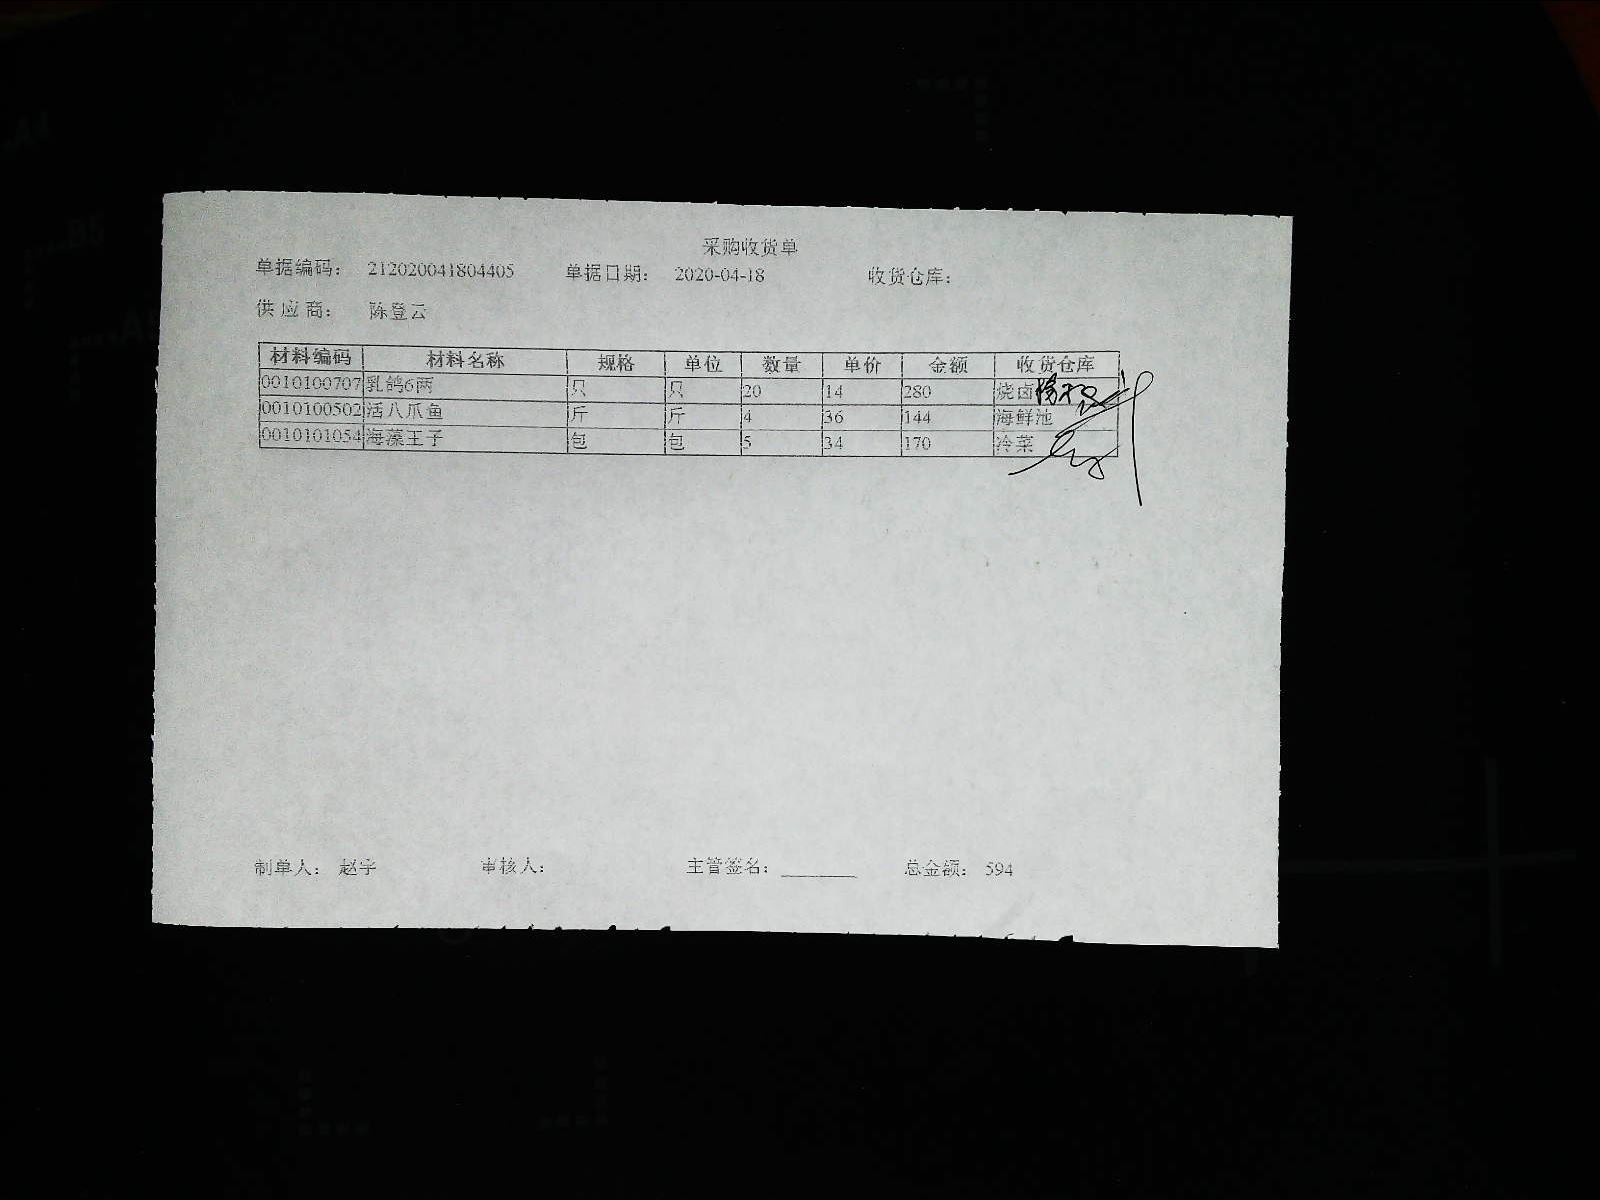 采购收货单
单据编码： 212020041804405 单据日期： 2020-04-18 收货仓库：
供 应 商： 陈登云
材料编码 材料名称 规格 单位 数量 单价 金额 收货仓库
0010100707 乳鸽6两 只 只 20 14 280 烧卤
0010100502 活八爪鱼 斤 斤 4 36 144 海鲜池
0010101054 海藻王子 包 包 5 34 170 冷菜
制单人： 赵宇 审核人： 主管签名： 总金额： 594